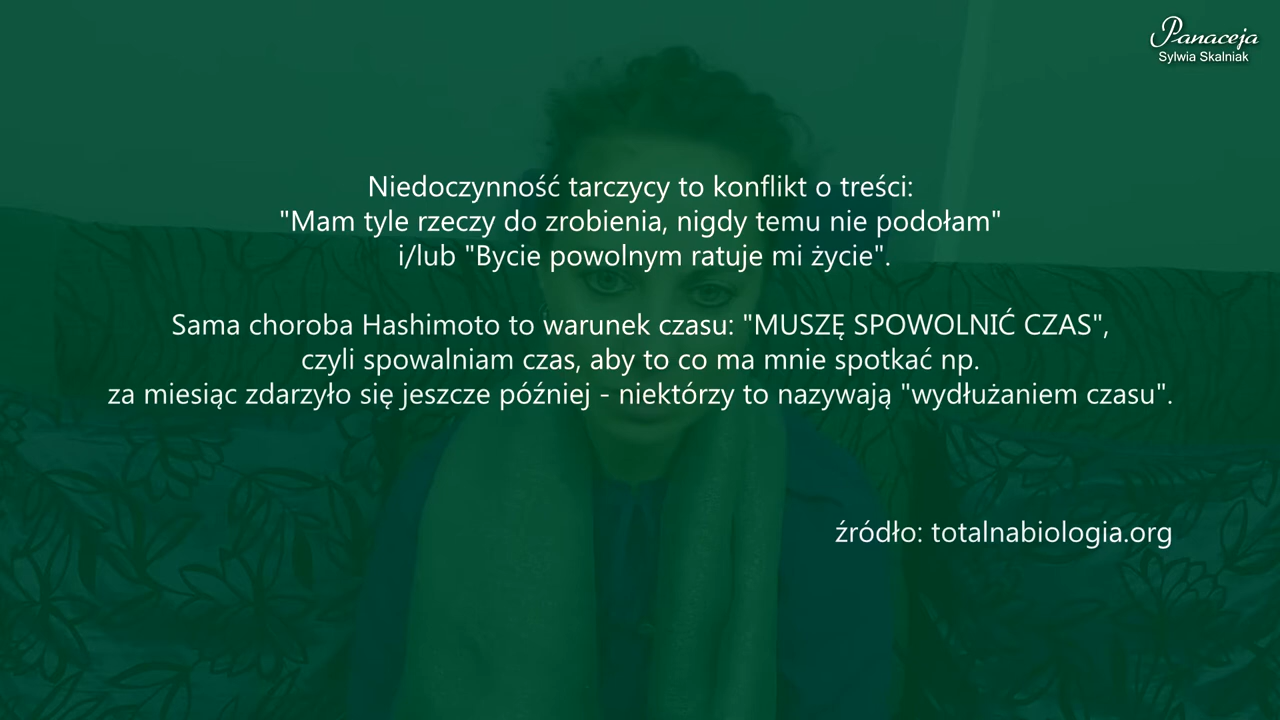 Panaceja
Sylwia Skalniak
Niedoczynność tarczycy to konflikt o treści:
"Mam tyle rzeczy do zrobienia, nigdy temu nie podołam"
i/lub "Bycie powolnym ratuje mi życie".
Sama choroba Hashimoto to warunek czasu: "MUSZĘ SPOWOLNIĆ CZAS",
czyli spowalniam czas, aby to co ma mnie spotkać np.
za miesiąc zdarzyło się jeszcze później - niektórzy to nazywają "wydłużaniem czasu".
źródło: totalnabiologia.org